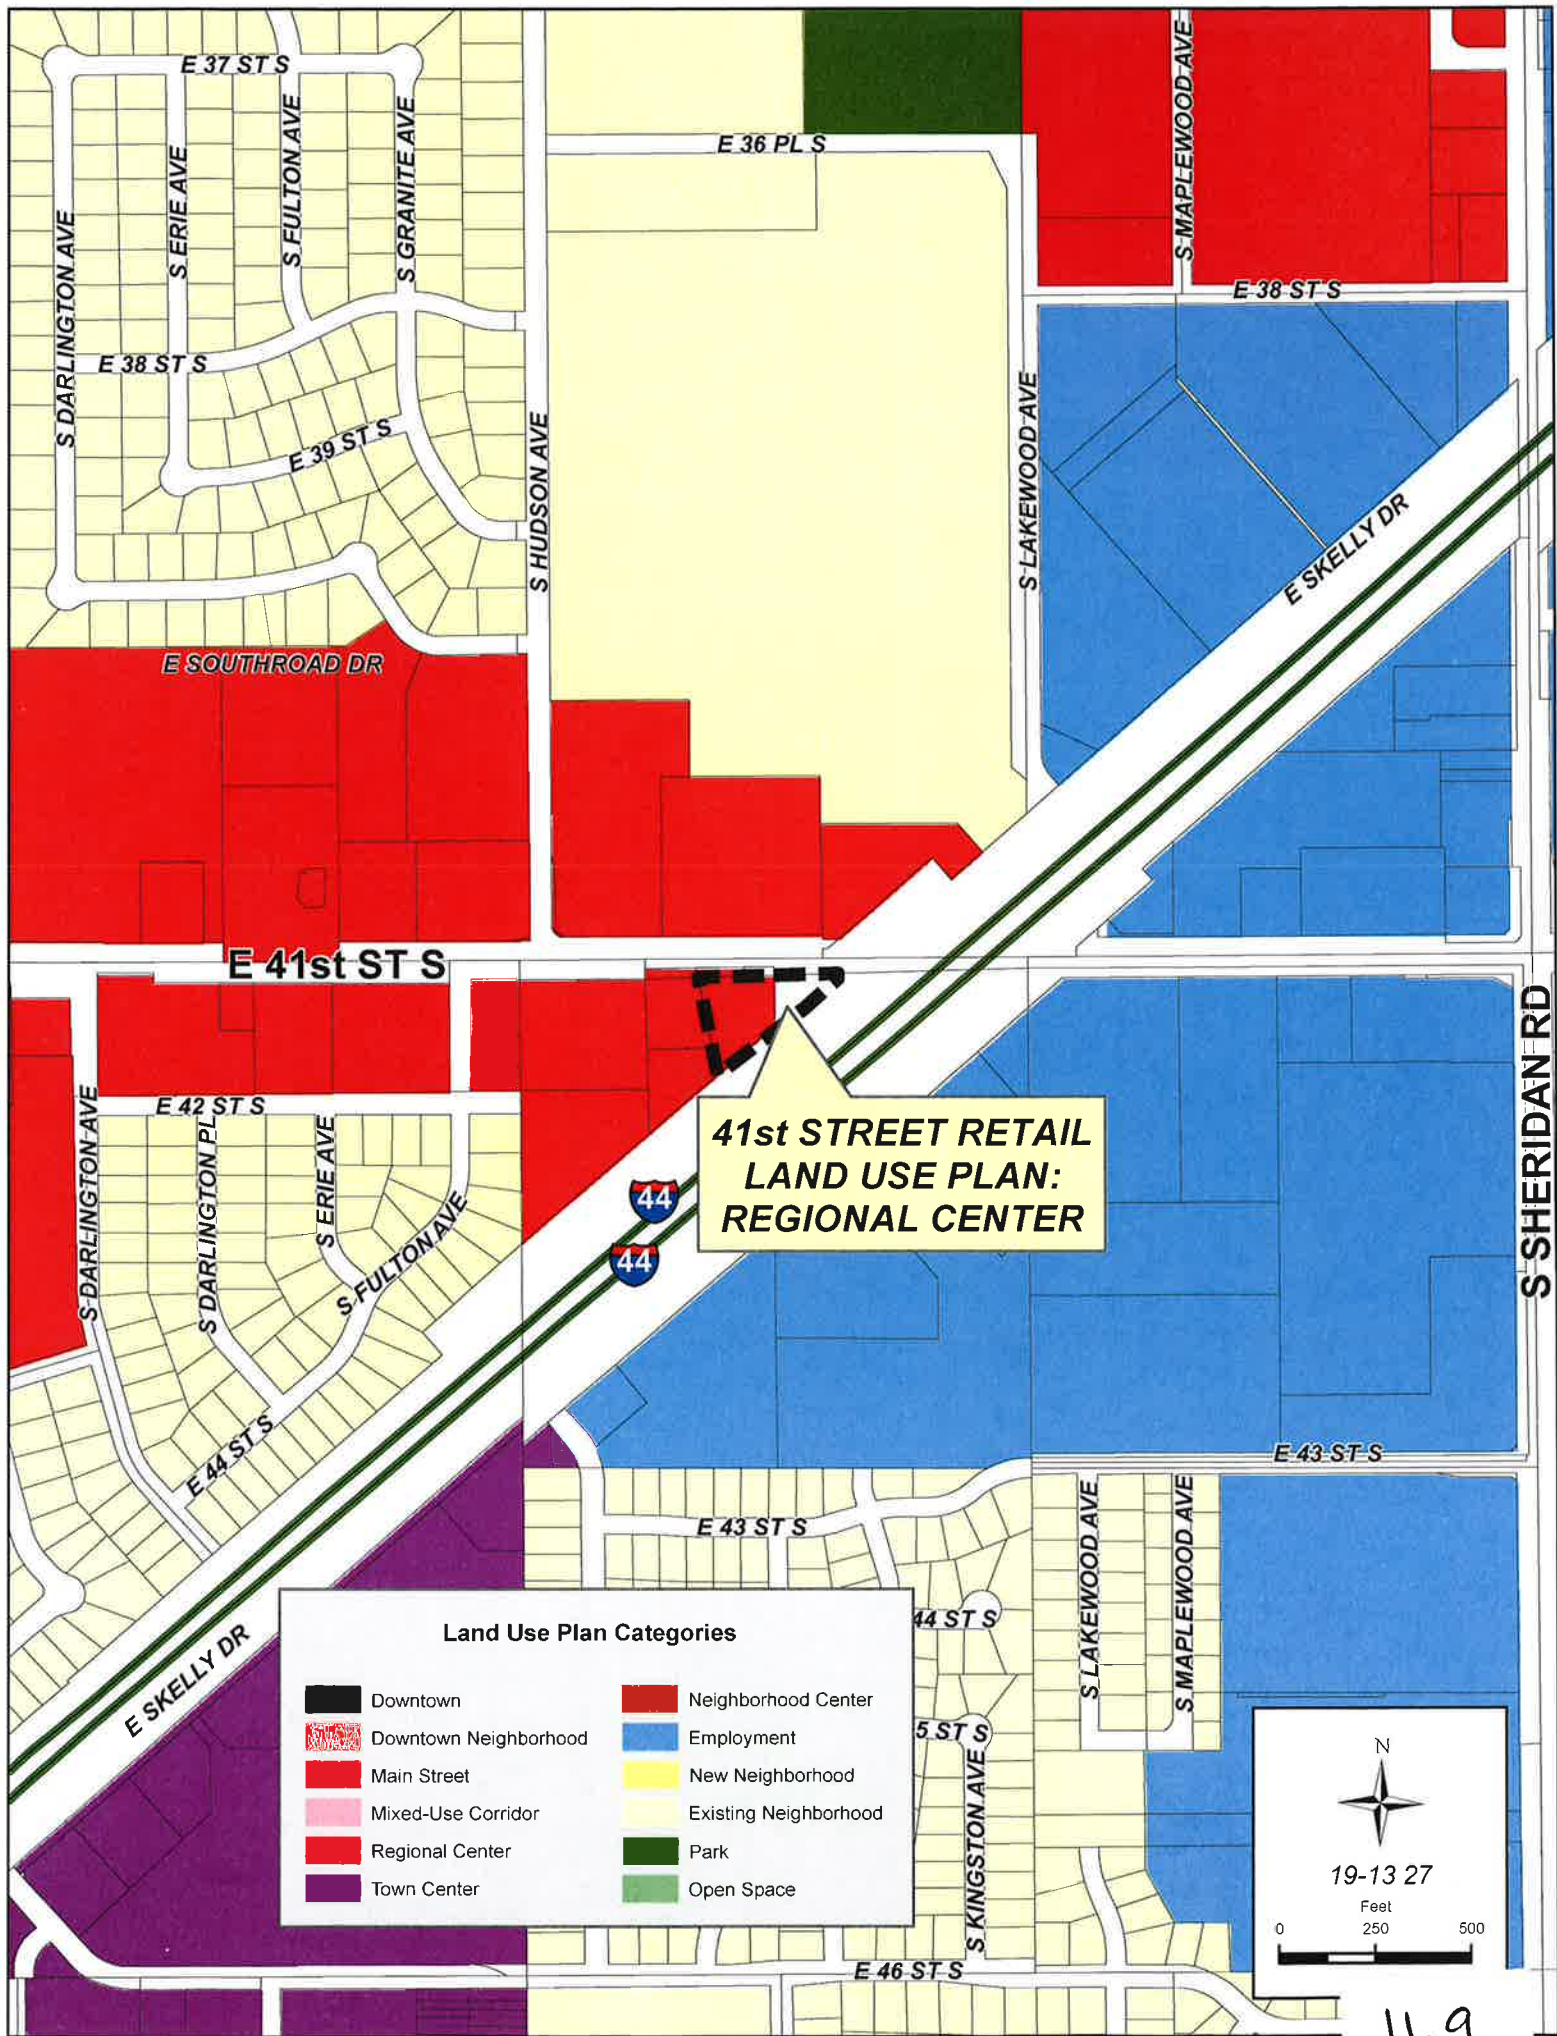 E 37 ST S
S DARLINGTON AVE
S ERIE AVE
S FULTON AVE
S GRANITE AVE
E 36 PL S
S MAPLEWOOD AVE
E 38 ST S
E 38 ST S
E 39 ST S
S HUDSON AVE
S LAKEWOOD AVE
E SKELLY DR
E SOUTHROAD DR
E 41st ST S
S SHERIDAN RD
E 42 ST S
S DARLINGTON AVE
S DARLINGTON PL
S ERIE AVE
S FULTON AVE
41st STREET RETAIL
LAND USE PLAN:
REGIONAL CENTER
44
44
E 44 ST S
E 43 ST S
E 43 ST S
S LAKEWOOD AVE
S MAPLEWOOD AVE
44 ST S
5 ST S
S KINGSTON AVE
E SKELLY DR
Land Use Plan Categories
Downtown
Downtown Neighborhood
Main Street
Mixed-Use Corridor
Regional Center
Town Center
Neighborhood Center
Employment
New Neighborhood
Existing Neighborhood
Park
Open Space
N
19-13 27
Feet
0 250 500
E 46 ST S
11.9